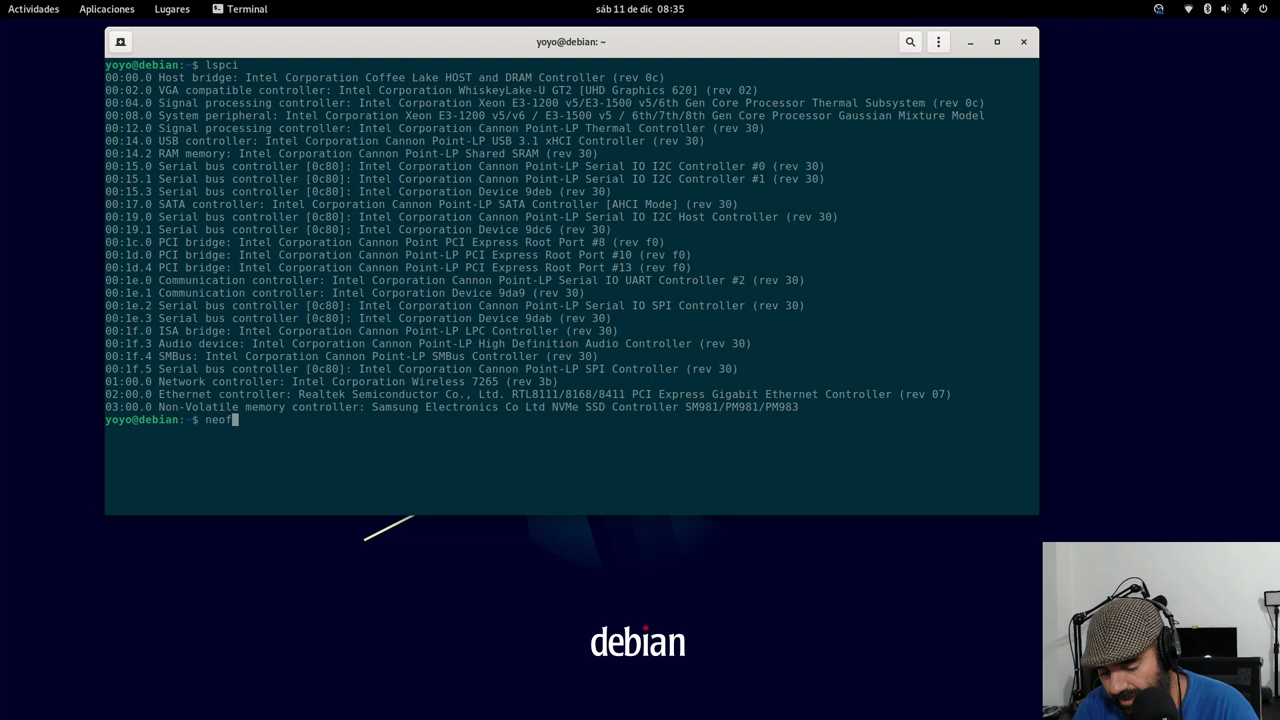 Actividades Aplicaciones Lugares Terminal sáb 11 de dic 08:35
yoyo@debian: ~
yoyo@debian:~$ lspci
00:00.0 Host bridge: Intel Corporation Coffee Lake HOST and DRAM Controller (rev 0c)
00:02.0 VGA compatible controller: Intel Corporation WhiskeyLake-U GT2 [UHD Graphics 620] (rev 02)
00:04.0 Signal processing controller: Intel Corporation Xeon E3-1200 v5/E3-1500 v5/6th Gen Core Processor Thermal Subsystem (rev 0c)
00:08.0 System peripheral: Intel Corporation Xeon E3-1200 v5/v6 / E3-1500 v5 / 6th/7th/8th Gen Core Processor Gaussian Mixture Model
00:12.0 Signal processing controller: Intel Corporation Cannon Point-LP Thermal Controller (rev 30)
00:14.0 USB controller: Intel Corporation Cannon Point-LP USB 3.1 xHCI Controller (rev 30)
00:14.2 RAM memory: Intel Corporation Cannon Point-LP Shared SRAM (rev 30)
00:15.0 Serial bus controller [0c80]: Intel Corporation Cannon Point-LP Serial IO I2C Controller #0 (rev 30)
00:15.1 Serial bus controller [0c80]: Intel Corporation Cannon Point-LP Serial IO I2C Controller #1 (rev 30)
00:15.3 Serial bus controller [0c80]: Intel Corporation Device 9deb (rev 30)
00:17.0 SATA controller: Intel Corporation Cannon Point-LP SATA Controller [AHCI Mode] (rev 30)
00:19.0 Serial bus controller [0c80]: Intel Corporation Cannon Point-LP Serial IO I2C Host Controller (rev 30)
00:19.1 Serial bus controller [0c80]: Intel Corporation Device 9dc6 (rev 30)
00:1c.0 PCI bridge: Intel Corporation Cannon Point PCI Express Root Port #8 (rev f0)
00:1d.0 PCI bridge: Intel Corporation Cannon Point-LP PCI Express Root Port #10 (rev f0)
00:1d.4 PCI bridge: Intel Corporation Cannon Point-LP PCI Express Root Port #13 (rev f0)
00:1e.0 Communication controller: Intel Corporation Cannon Point-LP Serial IO UART Controller #2 (rev 30)
00:1e.1 Communication controller: Intel Corporation Device 9da9 (rev 30)
00:1e.2 Serial bus controller [0c80]: Intel Corporation Cannon Point-LP Serial IO SPI Controller (rev 30)
00:1e.3 Serial bus controller [0c80]: Intel Corporation Device 9dab (rev 30)
00:1f.0 ISA bridge: Intel Corporation Cannon Point-LP LPC Controller (rev 30)
00:1f.3 Audio device: Intel Corporation Cannon Point-LP High Definition Audio Controller (rev 30)
00:1f.4 SMBus: Intel Corporation Cannon Point-LP SMBus Controller (rev 30)
00:1f.5 Serial bus controller [0c80]: Intel Corporation Cannon Point-LP SPI Controller (rev 30)
01:00.0 Network controller: Intel Corporation Wireless 7265 (rev 3b)
02:00.0 Ethernet controller: Realtek Semiconductor Co., Ltd. RTL8111/8168/8411 PCI Express Gigabit Ethernet Controller (rev 07)
03:00.0 Non-Volatile memory controller: Samsung Electronics Co Ltd NVMe SSD Controller SM981/PM981/PM983
yoyo@debian:~$ neof
debian